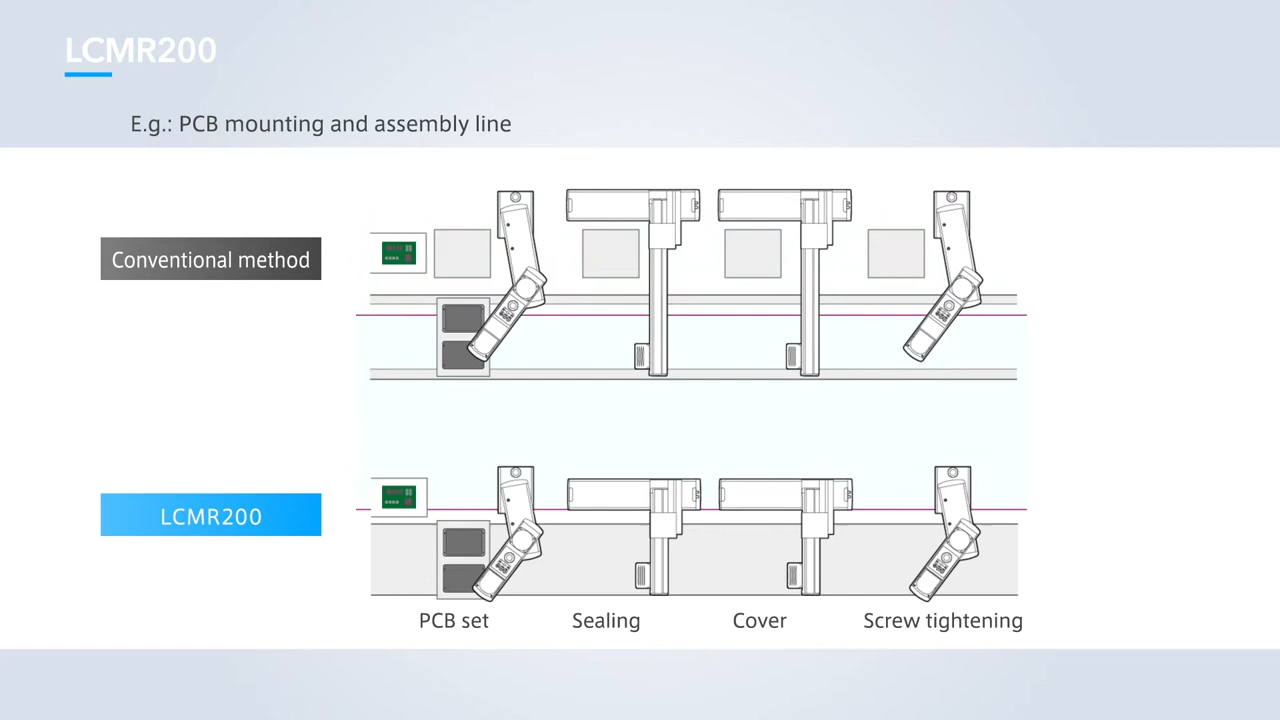 LCMR200
E.g.: PCB mounting and assembly line
Conventional method
LCMR200
PCB set
Sealing
Cover
Screw tightening